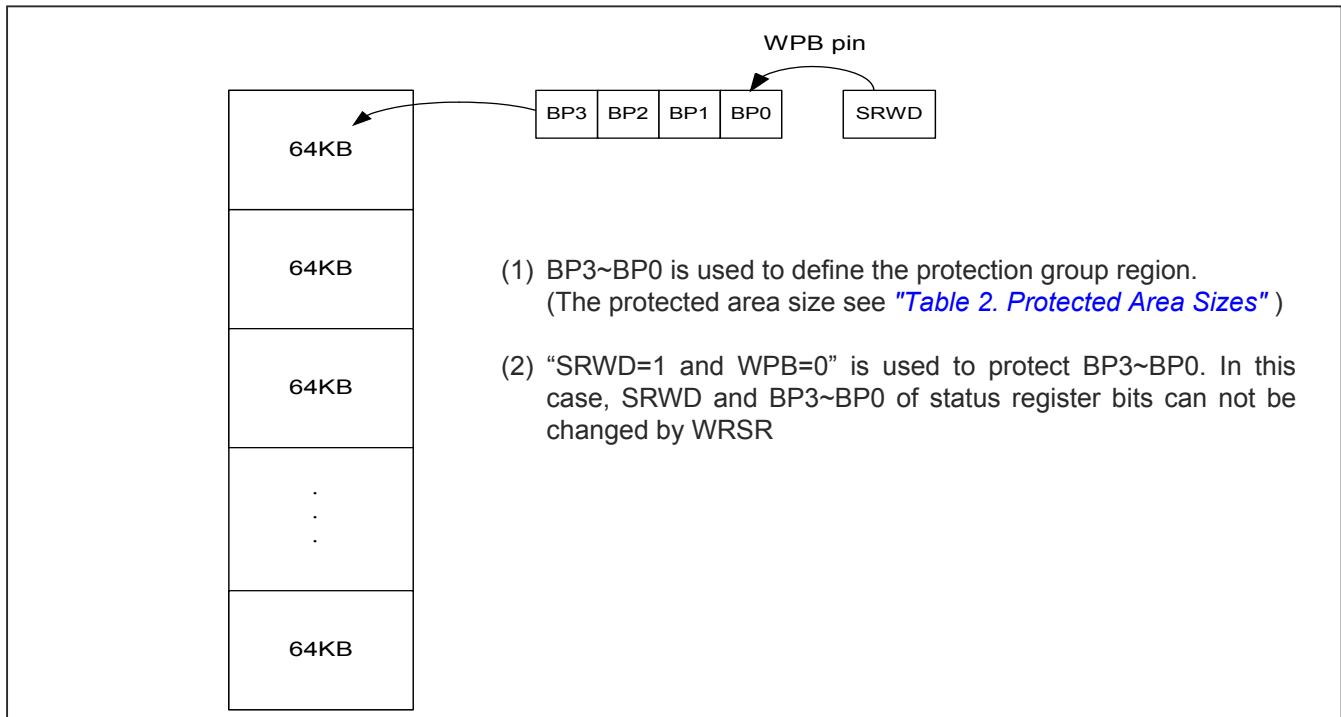 WPB pin
BP3 BP2 BP1 BP0 SRWD
64KB
64KB
64KB
.
.
.
64KB
(1) BP3~BP0 is used to define the protection group region.
(The protected area size see "Table 2. Protected Area Sizes" )
(2) “SRWD=1 and WPB=0” is used to protect BP3~BP0. In this
case, SRWD and BP3~BP0 of status register bits can not be
changed by WRSR